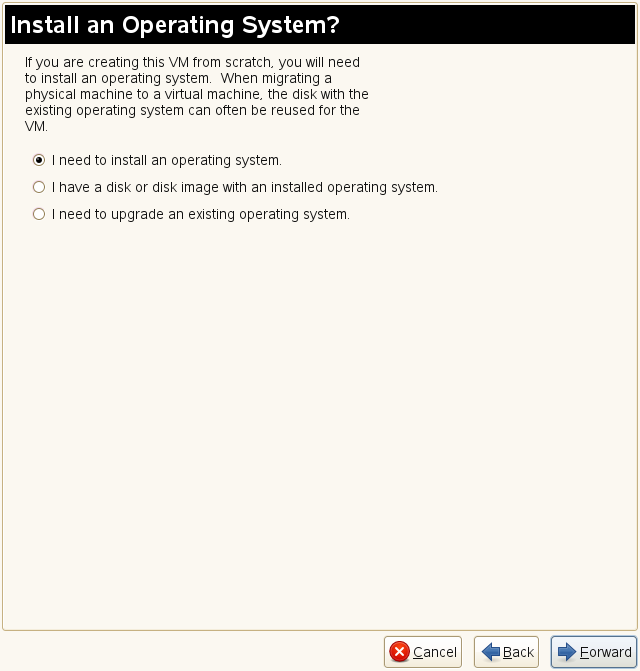 Install an Operating System?
If you are creating this VM from scratch, you will need
to install an operating system.  When migrating a
physical machine to a virtual machine, the disk with the
existing operating system can often be reused for the
VM.
I need to install an operating system.
I have a disk or disk image with an installed operating system.
I need to upgrade an existing operating system.
Cancel
Back
Forward